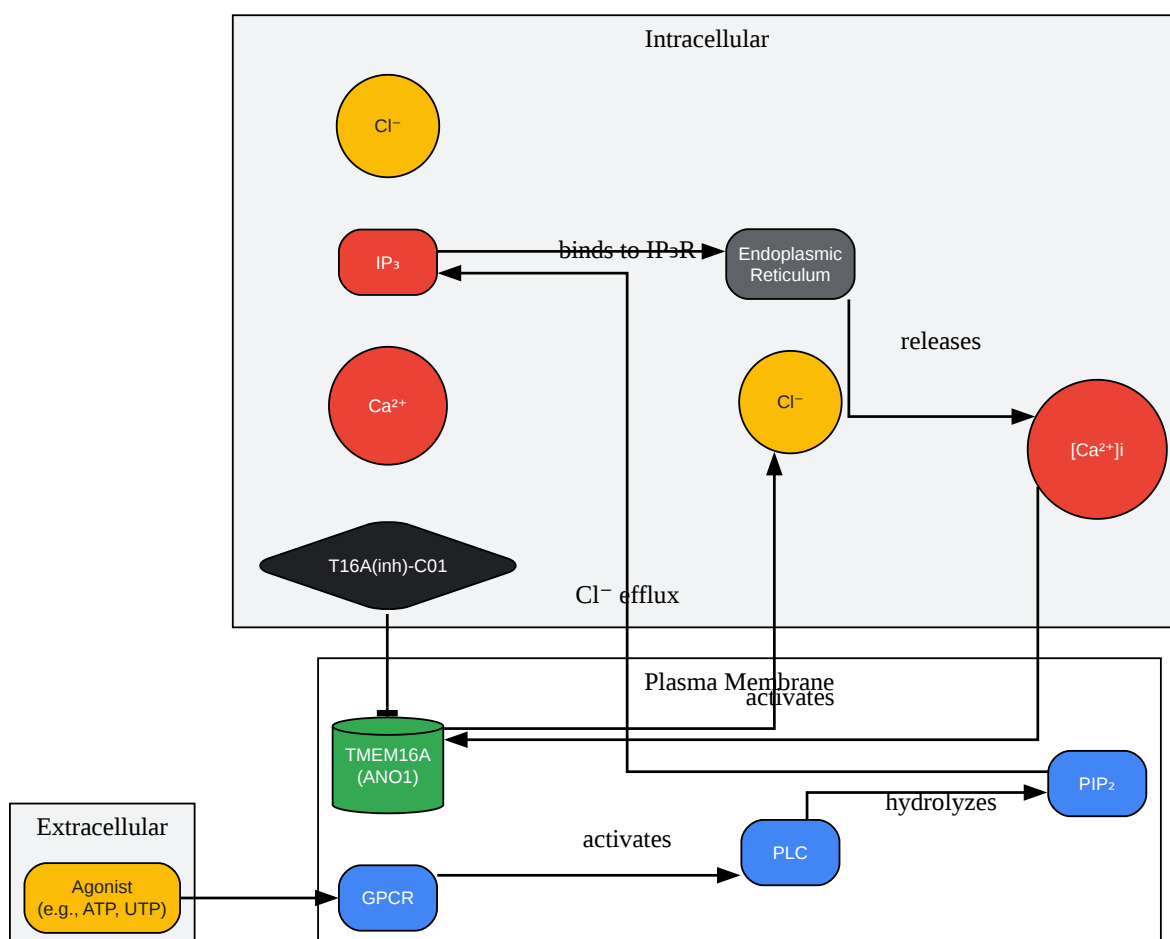 Intracellular
Cl⁻
IP₃
binds to IP₃R
Endoplasmic
Reticulum
releases
Ca²⁺
Cl⁻
[Ca²⁺]i
T16A(inh)-C01
Cl⁻ efflux
Plasma Membrane
activates
TMEM16A
(ANO1)
PIP₂
hydrolyzes
Extracellular
activates
PLC
Agonist
(e.g., ATP, UTP)
GPCR